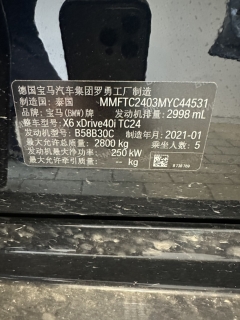 德国宝马汽车集团罗勇工厂制造
制造国: 泰国 MMFTC2403MYC44531
品牌: 宝马(BMW)牌 发动机排量: 2998 mL
整车型号: X6 xDrive40i TC24
发动机型号: B58B30C 制造年月: 2021-01
最大允许总质量: 2800 kg 乘坐人数: 5
发动机最大净功率: 250 kW
最大允许牵引质量: -- kg